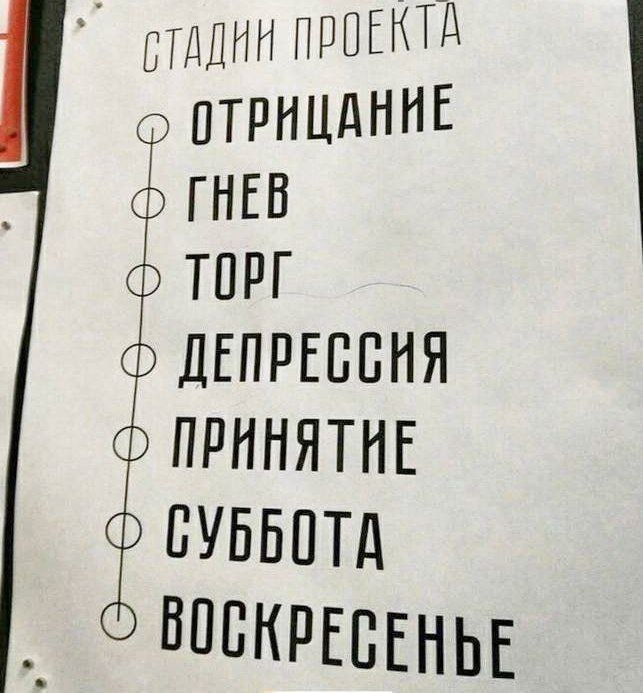 СТАДИИ ПРОЕКТА
ОТРИЦАНИЕ
ГНЕВ
ТОРГ
ДЕПРЕССИЯ
ПРИНЯТИЕ
СУББОТА
ВОСКРЕСЕНЬЕ